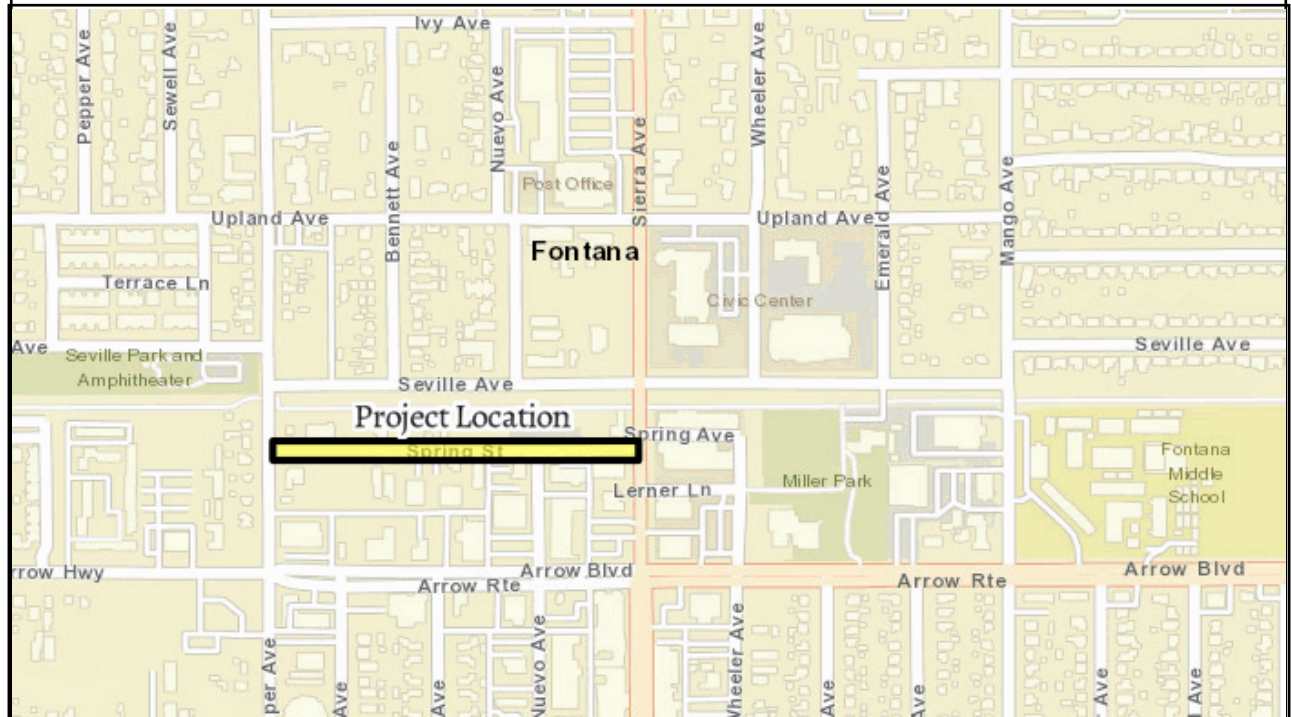 Ivy Ave
Pepper Ave
Sewell Ave
Nuevo Ave
Wheeler Ave
Sierra Ave
Bennett Ave
Post Office
Emerald Ave
Mango Ave
Upland Ave
Upland Ave
Fontana
Terrace Ln
Civic Center
Ave
Seville Park and
Amphitheater
Seville Ave
Seville Ave
Project Location
Spring St
Spring Ave
Lerner Ln
Miller Park
Fontana
Middle
School
rrow Hwy
Arrow Rte
Arrow Blvd
Arrow Rte
Arrow Blvd
per Ave
Ave
Ave
Nuevo Ave
Wheeler Ave
Ave
Ave
Ave
l Ave